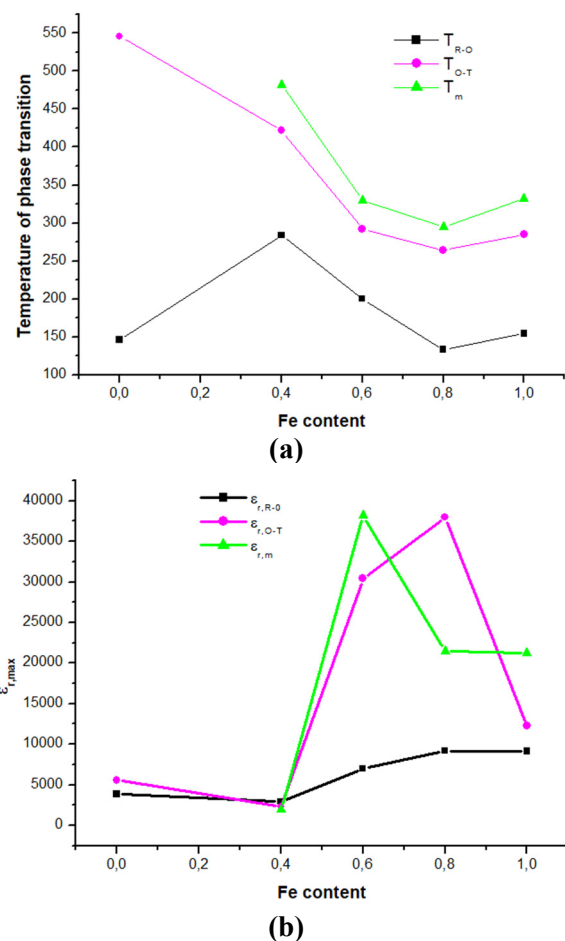 550
500
450
400
350
300
250
200
150
100
Temperature of phase transition
T_R-O
T_O-T
T_m
0,0 0,2 0,4 0,6 0,8 1,0
Fe content
(a)
40000
35000
30000
25000
20000
15000
10000
5000
0
ε_r,max
ε_r,R-0
ε_r,O-T
ε_r,m
0,0 0,2 0,4 0,6 0,8 1,0
Fe content
(b)